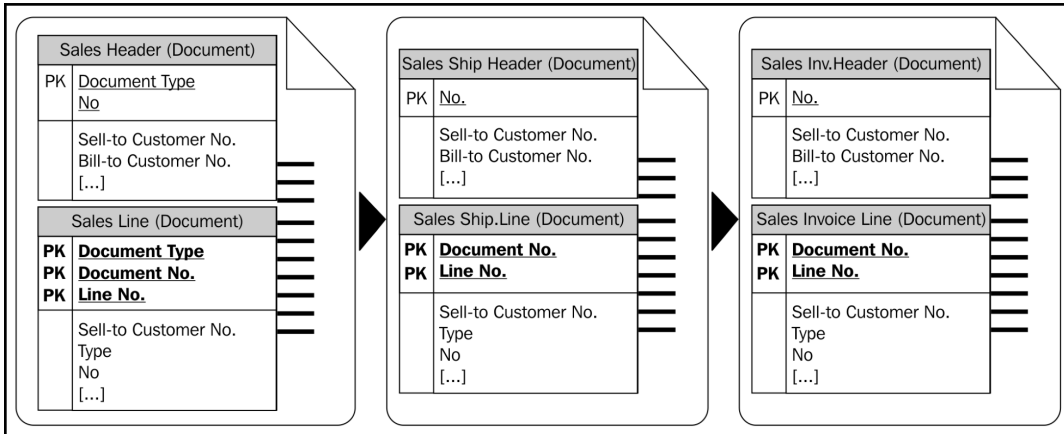 Sales Header (Document)
PK Document Type
No
Sell-to Customer No.
Bill-to Customer No.
[...]
Sales Line (Document)
PK Document Type
PK Document No.
PK Line No.
Sell-to Customer No.
Type
No
[...]
Sales Ship Header (Document)
PK No.
Sell-to Customer No.
Bill-to Customer No.
[...]
Sales Ship.Line (Document)
PK Document No.
PK Line No.
Sell-to Customer No.
Type
No
[...]
Sales Inv.Header (Document)
PK No.
Sell-to Customer No.
Bill-to Customer No.
[...]
Sales Invoice Line (Document)
PK Document No.
PK Line No.
Sell-to Customer No.
Type
No
[...]